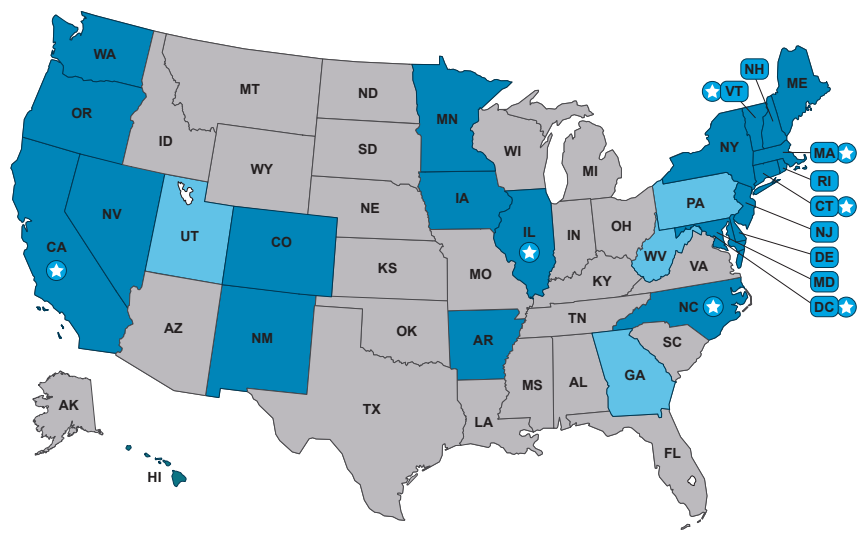 WA
MT
ND
MN
NH
ME
VT
OR
ID
SD
WI
MI
NY
MA
WY
RI
IA
NE
PA
CT
NV
UT
CO
IL
IN
OH
NJ
CA
KS
MO
WV
VA
DE
KY
MD
NC
DC
AZ
NM
OK
AR
TN
SC
MS
AL
GA
AK
TX
LA
FL
HI